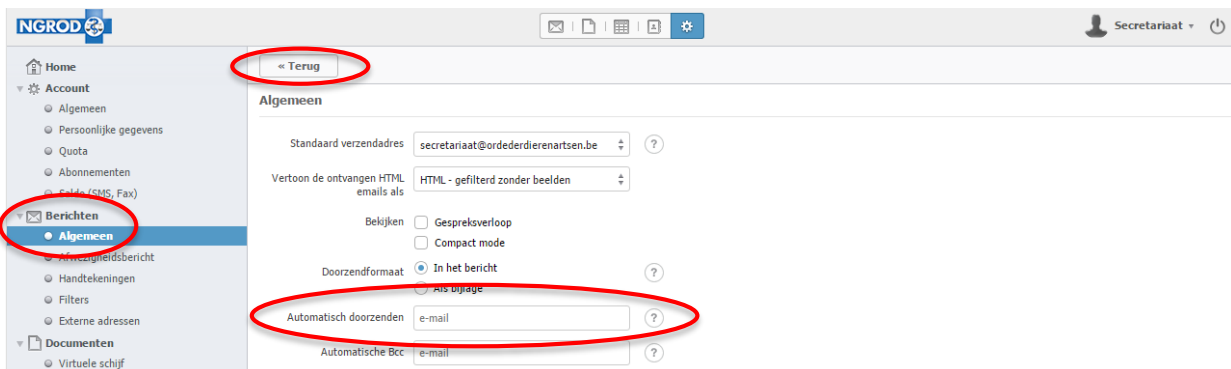 NGROD
Secretariaat
Home
Account
Algemeen
Persoonlijke gegevens
Quota
Abonnementen
Saldo (SMS, Fax)
Berichten
Algemeen
Afwezigheidsbericht
Handtekeningen
Filters
Externe adressen
Documenten
Virtuele schijf
« Terug
Algemeen
Standaard verzendadres secretariaat@ordederdierenartsen.be ?
Vertoon de ontvangen HTML HTML - gefilterd zonder beelden
emails als
Bekijken Gespreksverloop
Compact mode
Doorzendformaat In het bericht ?
Als bijlage
Automatisch doorzenden e-mail ?
Automatische Bcc e-mail ?